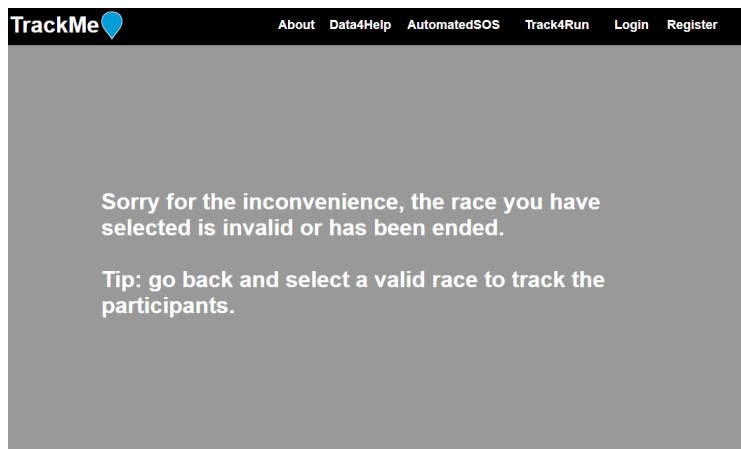 TrackMe
About Data4Help AutomatedSOS Track4Run Login Register
Sorry for the inconvenience, the race you have
selected is invalid or has been ended.
Tip: go back and select a valid race to track the
participants.